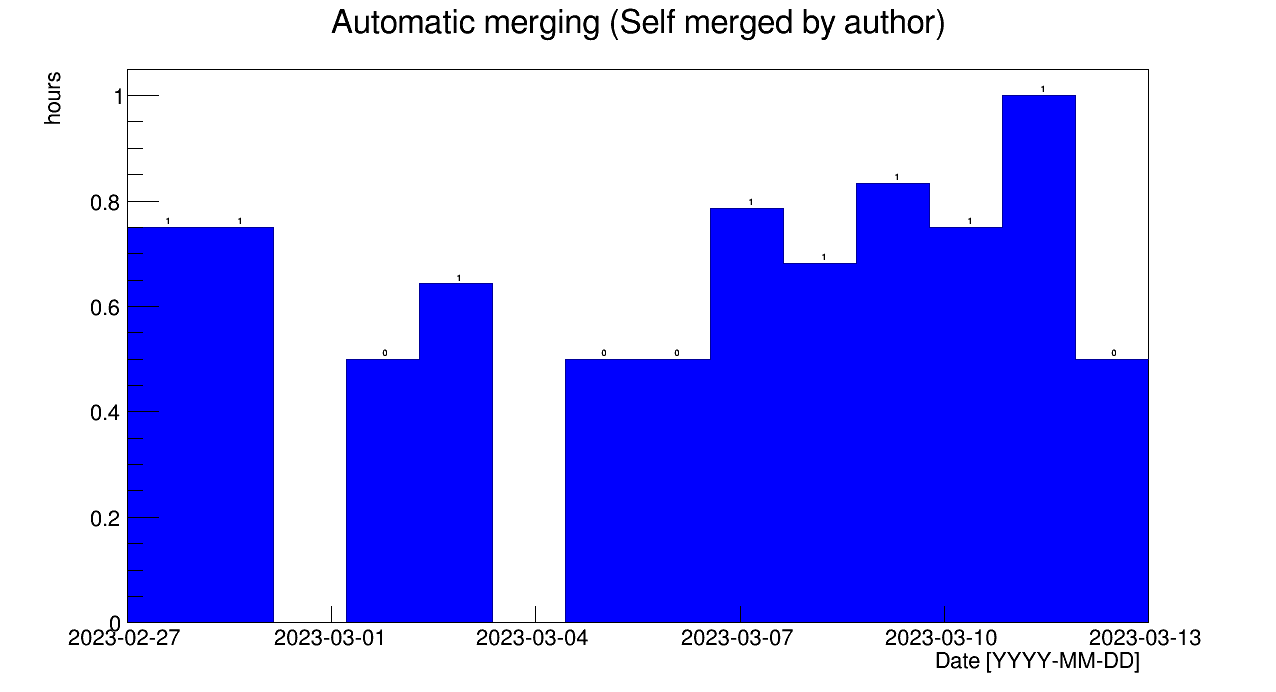 Automatic merging (Self merged by author)
hours
1
0.8
0.6
0.4
0.2
0
1 1 0 1 0 0 1 1 1 1 1 0
2023-02-27 2023-03-01 2023-03-04 2023-03-07 2023-03-10 2023-03-13
Date [YYYY-MM-DD]